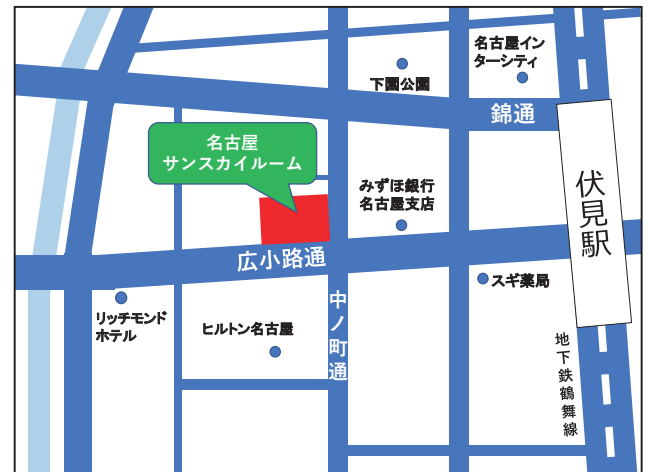 名古屋イン
ターシティ
下園公園
錦通
名古屋
サンスカイルーム
みずほ銀行
名古屋支店
伏見駅
広小路通
スギ薬局
中ノ町通
リッチモンド
ホテル
ヒルトン名古屋
地下鉄鶴舞線